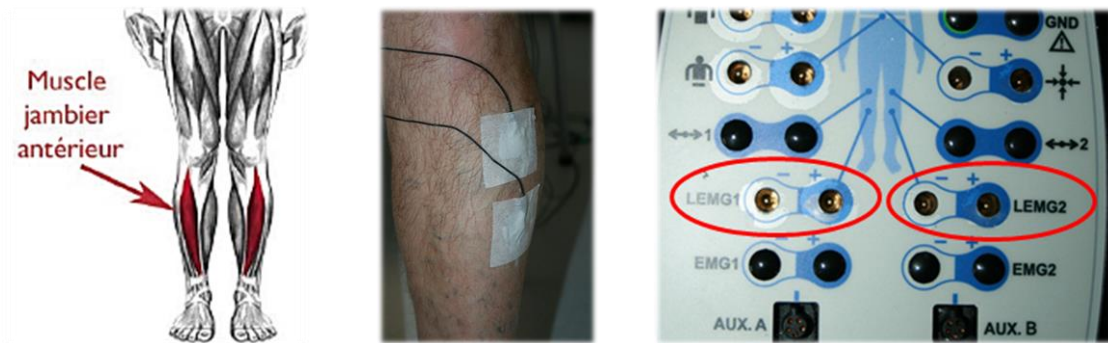 Muscle
jambier
antérieur
GND
- +
- +
- +
1
2
- +
- +
LEMG1
LEMG2
- +
- +
EMG1
EMG2
AUX. A
AUX. B